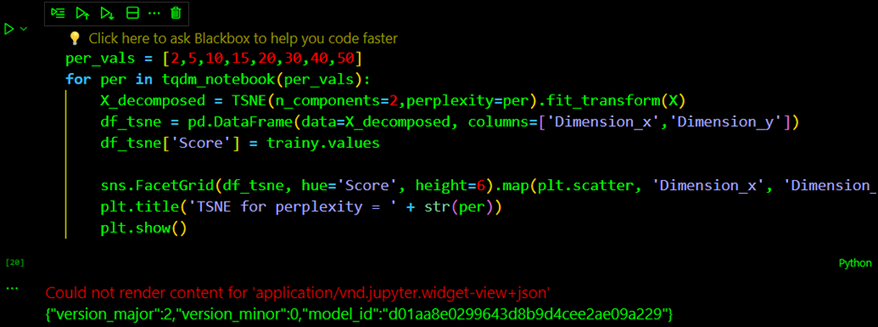 Click here to ask Blackbox to help you code faster
per_vals = [2,5,10,15,20,30,40,50]
for per in tqdm_notebook(per_vals):
    X_decomposed = TSNE(n_components=2,perplexity=per).fit_transform(X)
    df_tsne = pd.DataFrame(data=X_decomposed, columns=['Dimension_x','Dimension_y'])
    df_tsne['Score'] = trainy.values
    sns.FacetGrid(df_tsne, hue='Score', height=6).map(plt.scatter, 'Dimension_x', 'Dimension_
    plt.title('TSNE for perplexity = ' + str(per))
    plt.show()
[20]
Python
Could not render content for 'application/vnd.jupyter.widget-view+json'
{"version_major":2,"version_minor":0,"model_id":"d01aa8e0299643d8b9d4cee2ae09a229"}